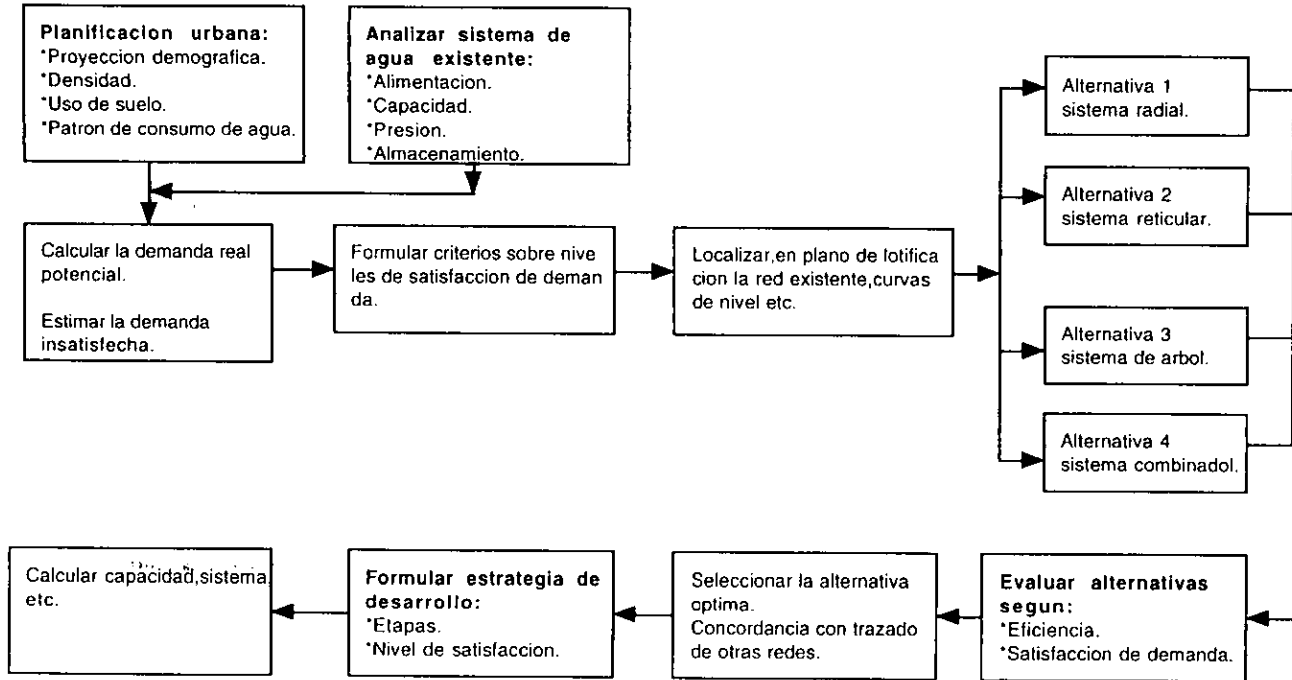 Planificacion urbana:
*Proyeccion demografica.
*Densidad.
*Uso de suelo.
*Patron de consumo de agua.
Analizar sistema de
agua existente:
*Alimentacion.
*Capacidad.
*Presion.
*Almacenamiento.
Calcular la demanda real
potencial.
Estimar la demanda
insatisfecha.
Formular criterios sobre nive
les de satisfaccion de deman
da.
Localizar,en plano de lotifica
cion la red existente,curvas
de nivel etc.
Alternativa 1
sistema radial.
Alternativa 2
sistema reticular.
Alternativa 3
sistema de arbol.
Alternativa 4
sistema combinadol.
Evaluar alternativas
segun:
*Eficiencia.
*Satisfaccion de demanda.
Seleccionar la alternativa
optima.
Concordancia con trazado
de otras redes.
Formular estrategia de
desarrollo:
*Etapas.
*Nivel de satisfaccion.
Calcular capacidad,sistema,
etc.